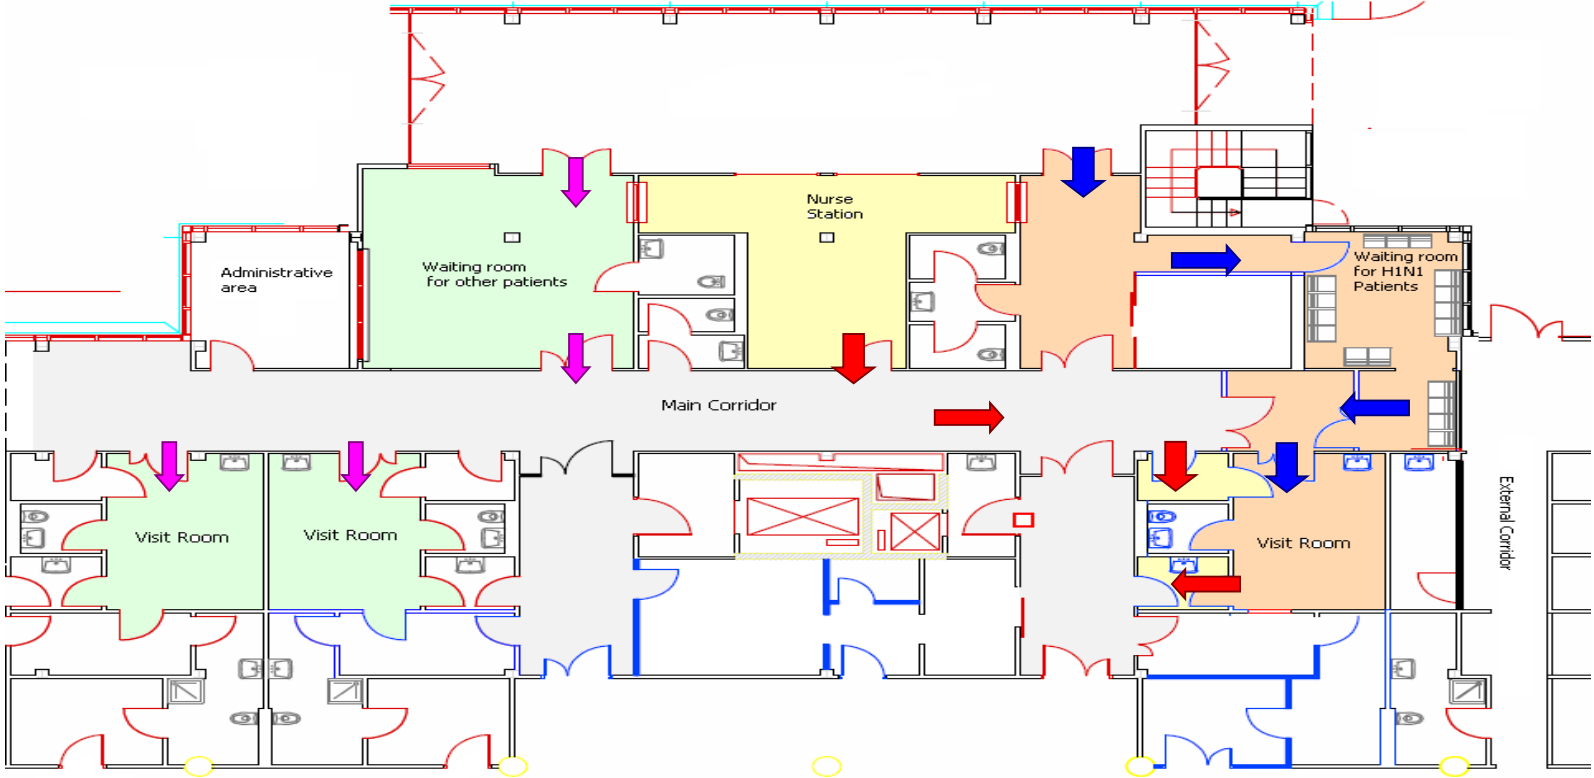 Nurse
Station
Administrative
area
Waiting room
for other patients
Waiting room
for H1N1
Patients
Main Corridor
Visit Room
Visit Room
Visit Room
External Corridor